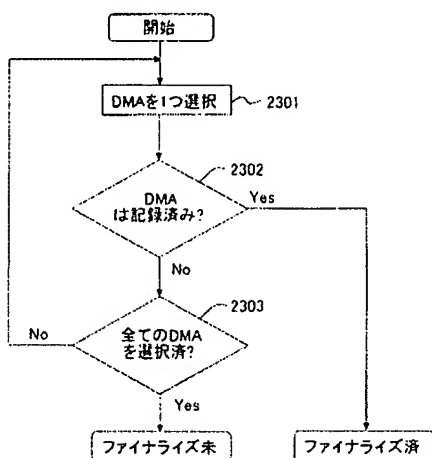 開始
DMAを1つ選択
2301
2302
DMA
は記録済み?
Yes
No
2303
全てのDMA
を選択済?
No
Yes
ファイナライズ未
ファイナライズ済